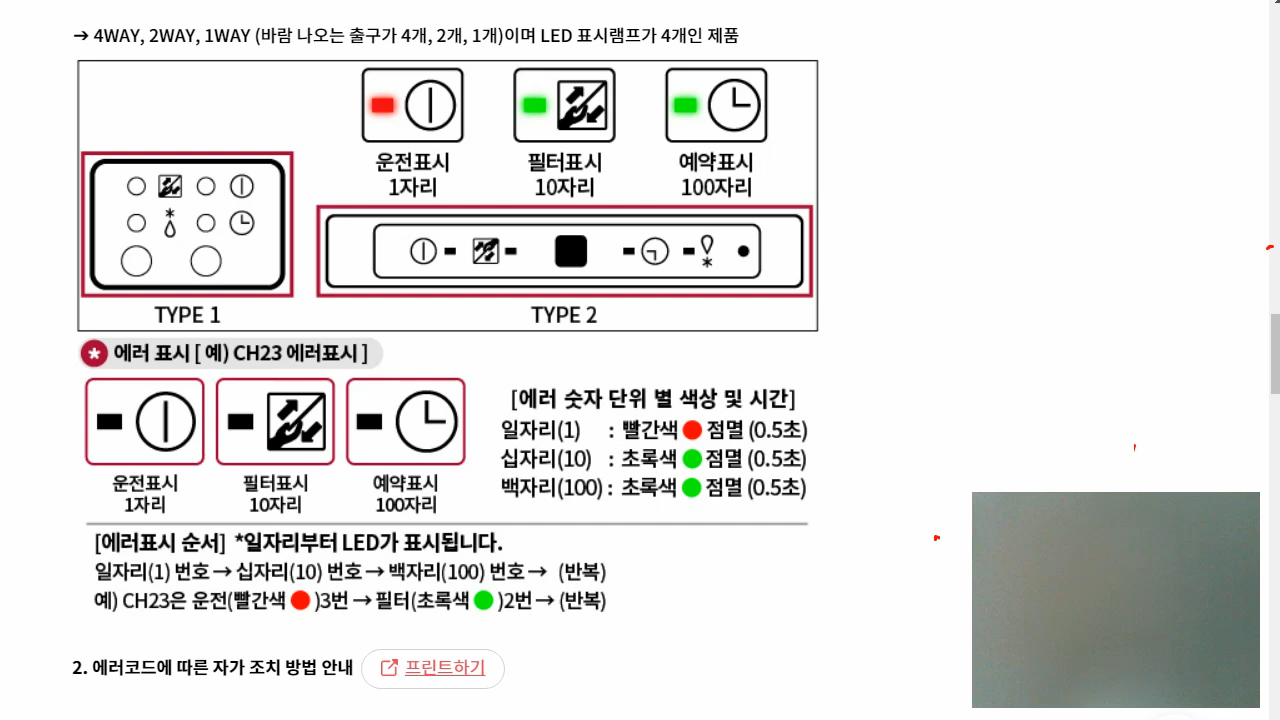 → 4WAY, 2WAY, 1WAY (바람 나오는 출구가 4개, 2개, 1개)이며 LED 표시램프가 4개인 제품
운전표시 필터표시 예약표시
1자리 10자리 100자리
TYPE 1 TYPE 2
* 에러 표시 [ 예) CH23 에러표시 ]
운전표시 필터표시 예약표시
1자리 10자리 100자리
[에러 숫자 단위 별 색상 및 시간]
일자리(1) : 빨간색 점멸 (0.5초)
십자리(10) : 초록색 점멸 (0.5초)
백자리(100) : 초록색 점멸 (0.5초)
[에러표시 순서] *일자리부터 LED가 표시됩니다.
일자리(1) 번호→십자리(10) 번호→백자리(100) 번호→ (반복)
예) CH23은 운전(빨간색 )3번→필터(초록색 )2번→ (반복)
2. 에러코드에 따른 자가 조치 방법 안내 프린트하기